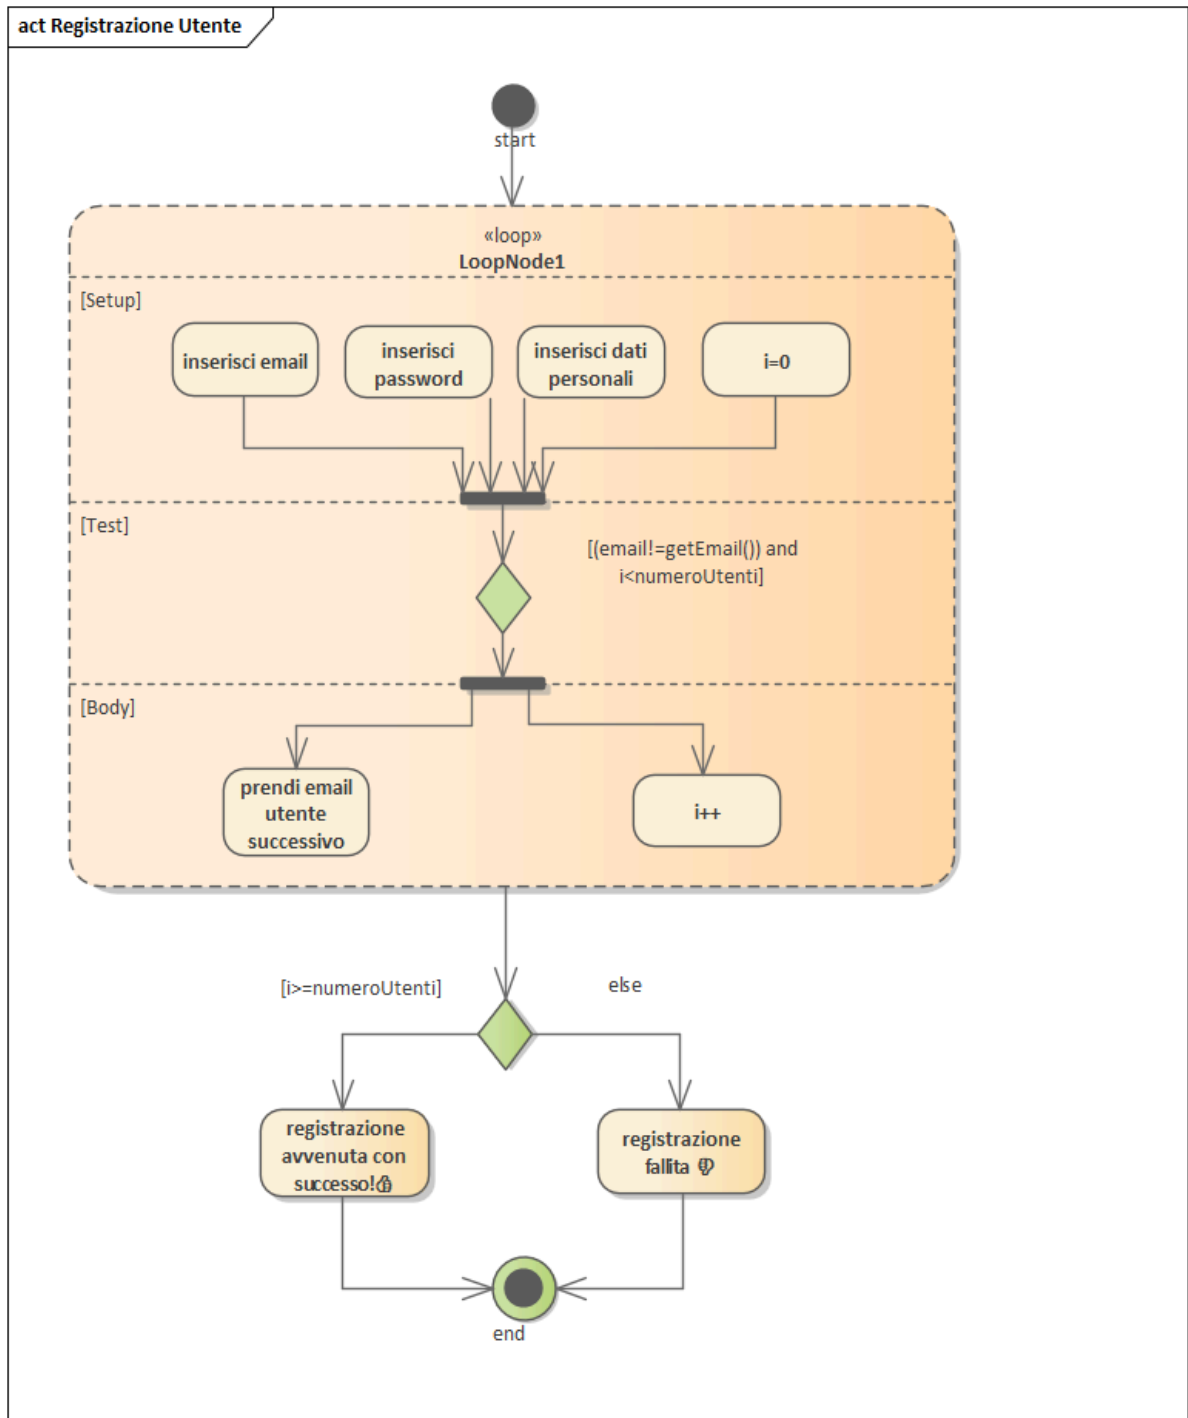 act Registrazione Utente
start
«loop»
LoopNode1
[Setup]
inserisci email
inserisci
password
inserisci dati
personali
i=0
[Test]
[(email!=getEmail()) and
i<numeroUtenti]
[Body]
prendi email
utente
successivo
i++
[i>=numeroUtenti]
else
registrazione
avvenuta con
successo!👍
registrazione
fallita 👎
end